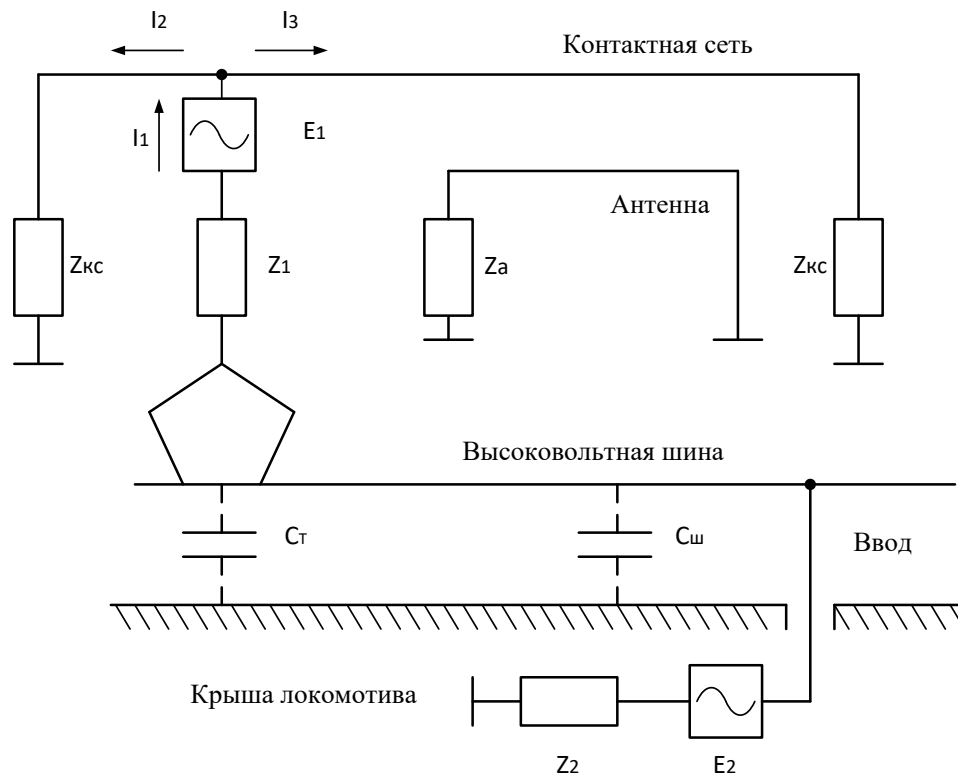 I2
I3
Контактная сеть
I1
E1
Антенна
Zкс
Z1
Zа
Zкс
Высоковольтная шина
Cт
Cш
Ввод
Крыша локомотива
Z2
E2